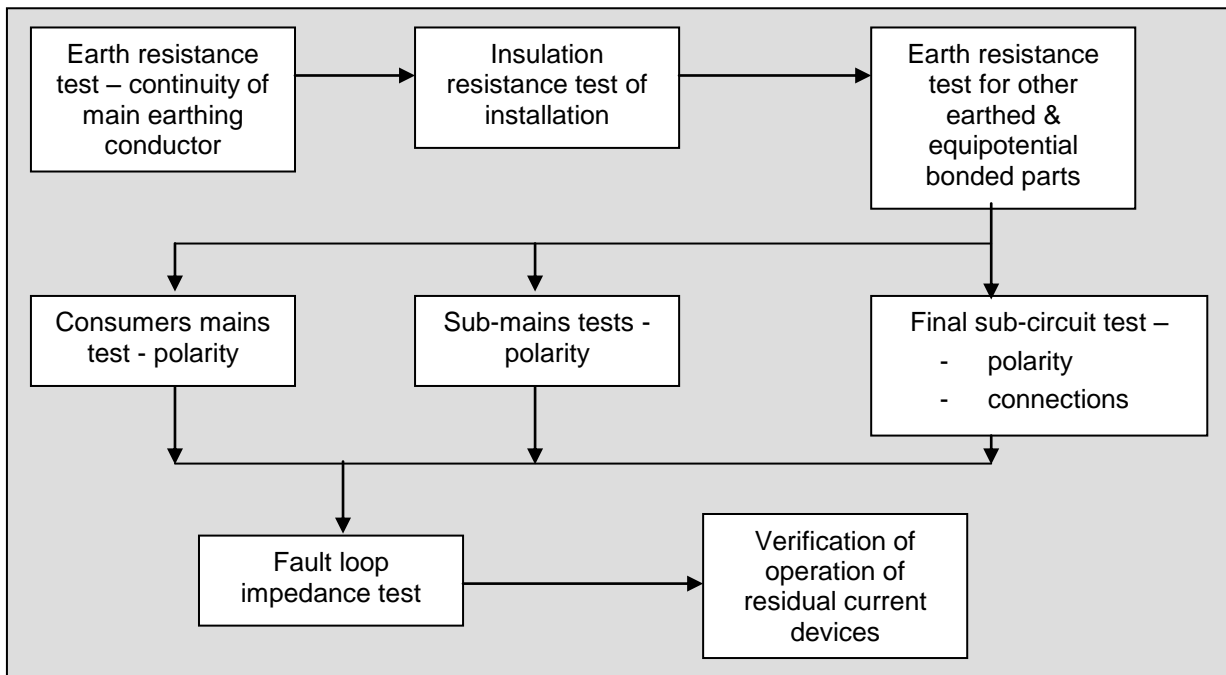 Earth resistance
test – continuity of
main earthing
conductor
Insulation
resistance test of
installation
Earth resistance
test for other
earthed &
equipotential
bonded parts
Consumers mains
test - polarity
Sub-mains tests -
polarity
Final sub-circuit test –
- polarity
- connections
Fault loop
impedance test
Verification of
operation of
residual current
devices